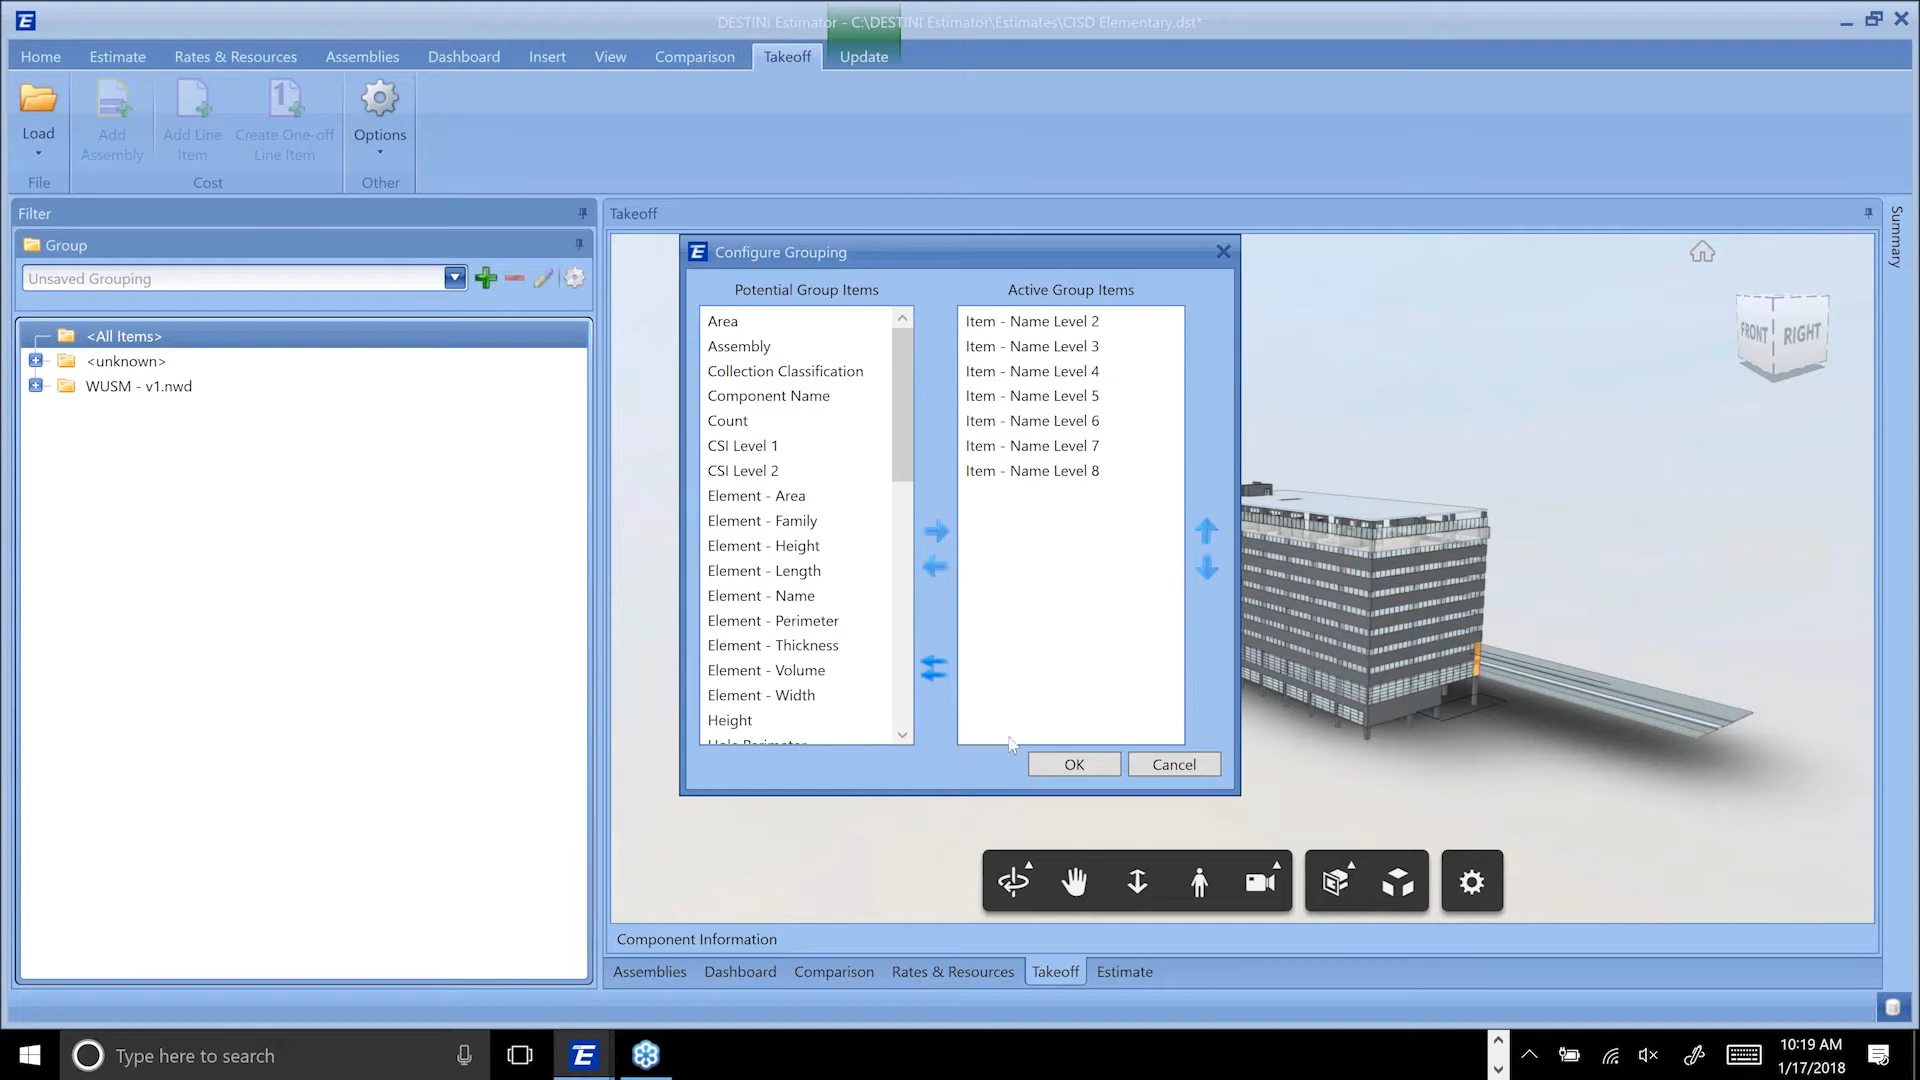 DESTINI Estimator - C:\DESTINI Estimator\Estimates\CISD Elementary.dst*
Home Estimate Rates & Resources Assemblies Dashboard Insert View Comparison Takeoff Update
Load
Add Assembly
Add Line Item
Create One-off Line Item
Options
File Cost Other
Filter
Group
Unsaved Grouping
<All Items>
<unknown>
WUSM - v1.nwd
Takeoff
Summary
Configure Grouping
Potential Group Items
Area
Assembly
Collection Classification
Component Name
Count
CSI Level 1
CSI Level 2
Element - Area
Element - Family
Element - Height
Element - Length
Element - Name
Element - Perimeter
Element - Thickness
Element - Volume
Element - Width
Height
Active Group Items
Item - Name Level 2
Item - Name Level 3
Item - Name Level 4
Item - Name Level 5
Item - Name Level 6
Item - Name Level 7
Item - Name Level 8
OK Cancel
FRONT RIGHT
Component Information
Assemblies Dashboard Comparison Rates & Resources Takeoff Estimate
Type here to search
10:19 AM
1/17/2018